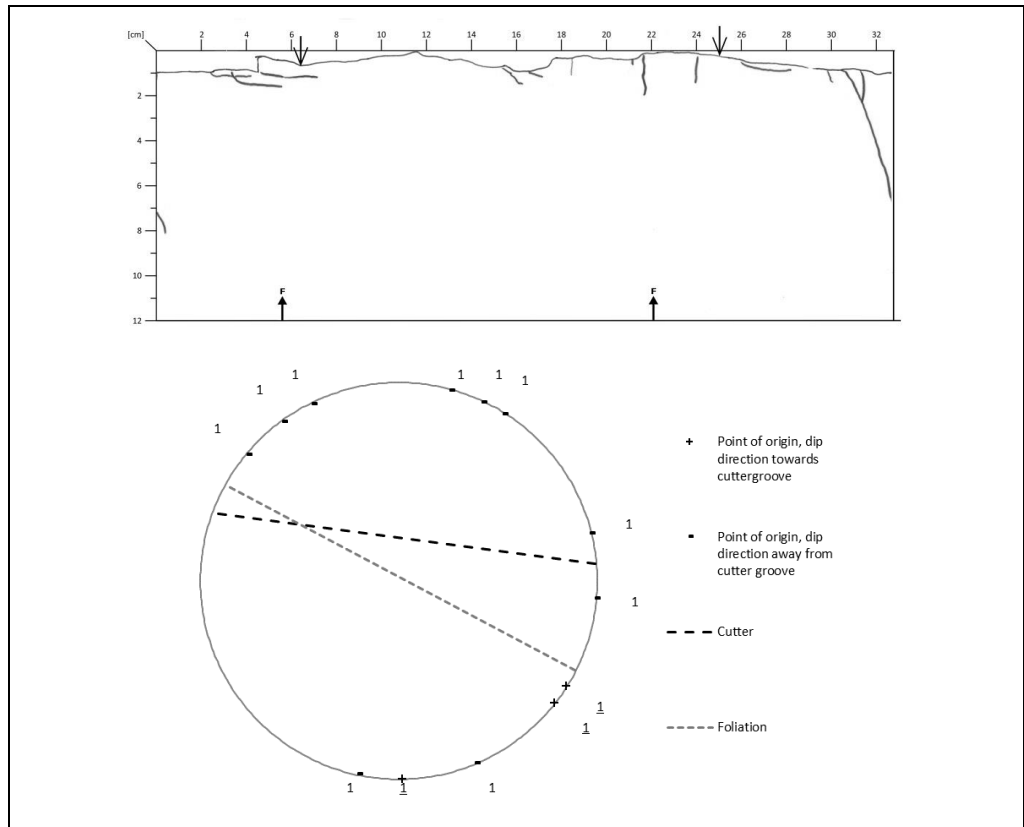 [cm] 2 4 6 8 10 12 14 16 18 20 22 24 26 28 30 32
2
4
6
8
10
12
F F
1 1 1 1 1
1
1
1
1
1
1
1 1 1
Point of origin, dip
direction towards
cuttergroove
Point of origin, dip
direction away from
cutter groove
Cutter
Foliation